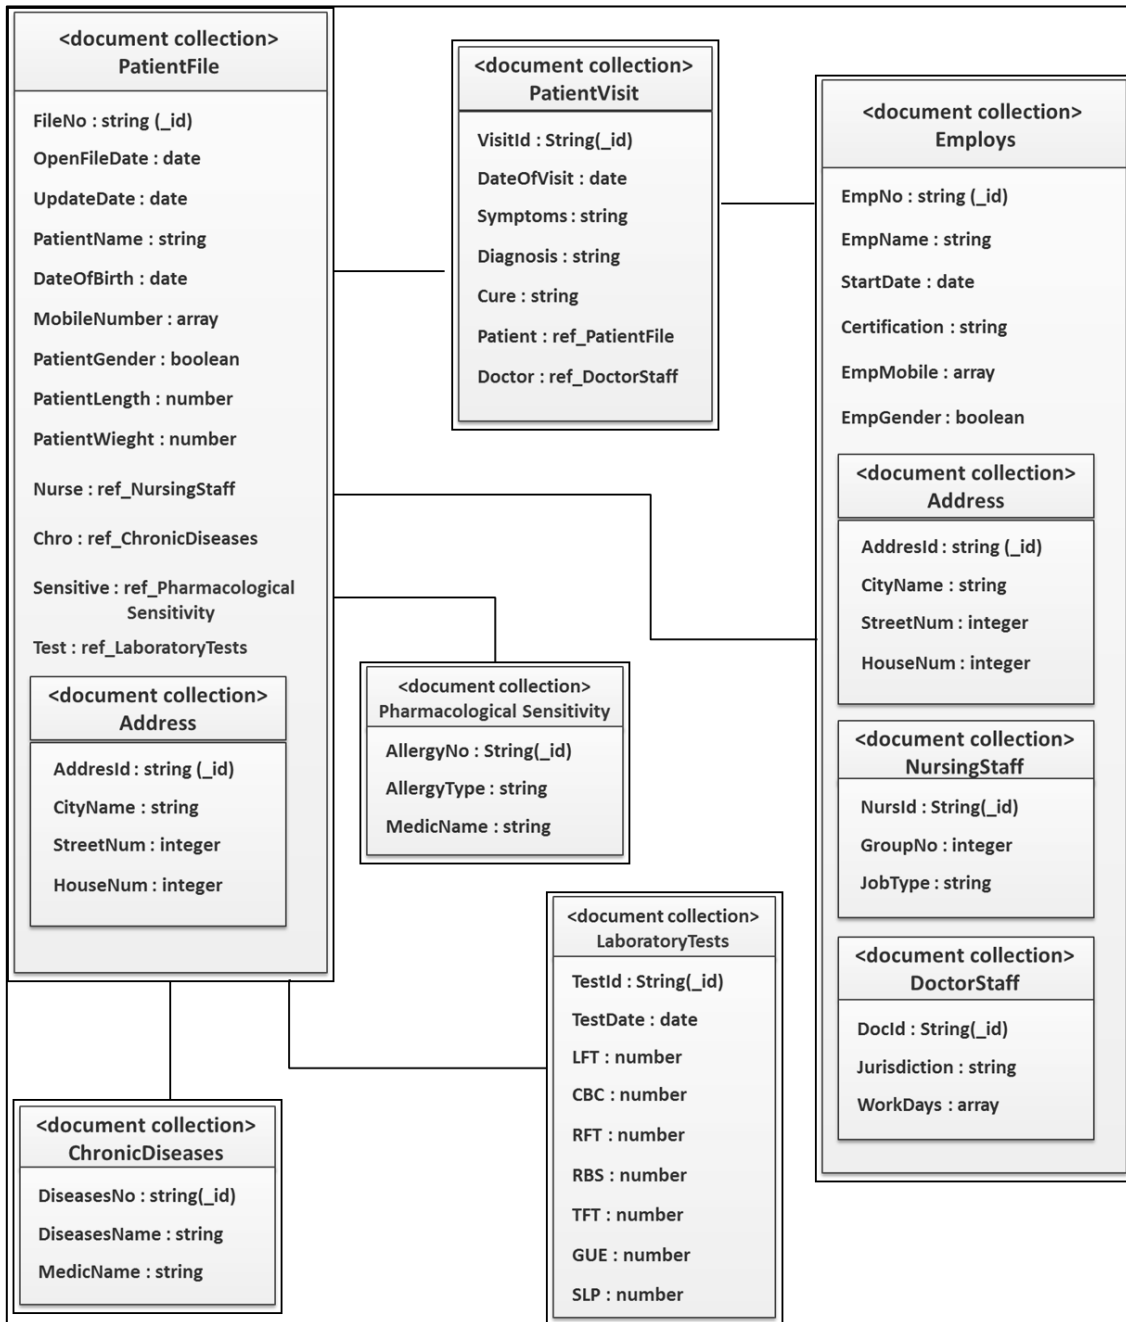 <document collection>
PatientFile
FileNo : string (_id)
OpenFileDate : date
UpdateDate : date
PatientName : string
DateOfBirth : date
MobileNumber : array
PatientGender : boolean
PatientLength : number
PatientWieght : number
Nurse : ref_NursingStaff
Chro : ref_ChronicDiseases
Sensitive : ref_Pharmacological
Sensitivity
Test : ref_LaboratoryTests
<document collection>
Address
AddresId : string (_id)
CityName : string
StreetNum : integer
HouseNum : integer
<document collection>
PatientVisit
VisitId : String(_id)
DateOfVisit : date
Symptoms : string
Diagnosis : string
Cure : string
Patient : ref_PatientFile
Doctor : ref_DoctorStaff
<document collection>
Employs
EmpNo : string (_id)
EmpName : string
StartDate : date
Certification : string
EmpMobile : array
EmpGender : boolean
<document collection>
Address
AddresId : string (_id)
CityName : string
StreetNum : integer
HouseNum : integer
<document collection>
NursingStaff
NursId : String(_id)
GroupNo : integer
JobType : string
<document collection>
DoctorStaff
DocId : String(_id)
Jurisdiction : string
WorkDays : array
<document collection>
Pharmacological Sensitivity
AllergyNo : String(_id)
AllergyType : string
MedicName : string
<document collection>
LaboratoryTests
TestId : String(_id)
TestDate : date
LFT : number
CBC : number
RFT : number
RBS : number
TFT : number
GUE : number
SLP : number
<document collection>
ChronicDiseases
DiseasesNo : string(_id)
DiseasesName : string
MedicName : string